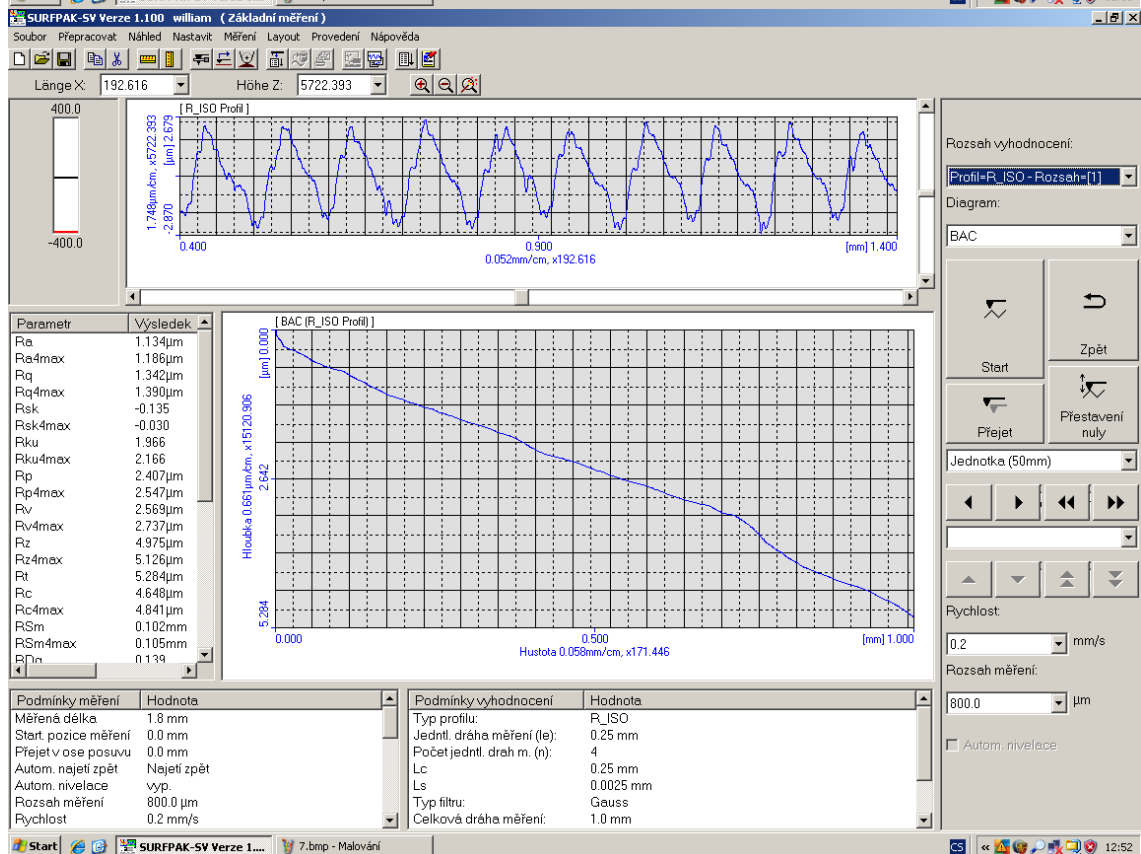 SURFPAK-SV Verze 1.100 william ( Základní měření )
Soubor Přepracovat Náhled Nastavit Měření Layout Provedení Nápověda
Länge X: 192.616 Höhe Z: 5722.393
400.0
-400.0
[ R_ISO Profil ]
1.748µm/cm, x5722.393
-2.870 [µm] 2.679
0.400 0.900 [mm] 1.400
0.052mm/cm, x192.616
Rozsah vyhodnocení:
Profil=R_ISO - Rozsah=[1]
Diagram:
BAC
Start
Zpět
Přejet
Přestavení
nuly
Jednotka (50mm)
Rychlost:
0.2 mm/s
Rozsah měření:
800.0 µm
Autom. nivelace
Parametr Výsledek
Ra 1.134µm
Ra4max 1.186µm
Rq 1.342µm
Rq4max 1.390µm
Rsk -0.135
Rsk4max -0.030
Rku 1.966
Rku4max 2.166
Rp 2.407µm
Rp4max 2.547µm
Rv 2.569µm
Rv4max 2.737µm
Rz 4.975µm
Rz4max 5.126µm
Rt 5.284µm
Rc 4.648µm
Rc4max 4.841µm
RSm 0.102mm
RSm4max 0.105mm
RDq 0.139
[ BAC (R_ISO Profil) ]
Hloubka 0.661µm/cm, x15120.906
5.284 2.642 [µm] 0.000
0.000 0.500 [mm] 1.000
Hustota 0.058mm/cm, x171.446
Podmínky měření Hodnota
Měřená délka 1.8 mm
Start. pozice měření 0.0 mm
Přejet v ose posuvu 0.0 mm
Autom. najetí zpět Najetí zpět
Autom. nivelace vyp.
Rozsah měření 800.0 µm
Rychlost 0.2 mm/s
Podmínky vyhodnocení Hodnota
Typ profilu: R_ISO
Jedntl. dráha měření (le): 0.25 mm
Počet jedntl. drah m. (n): 4
Lc 0.25 mm
Ls 0.0025 mm
Typ filtru: Gauss
Celková dráha měření: 1.0 mm
Start SURFPAK-SV Verze 1.... 7.bmp - Malování CS 12:52